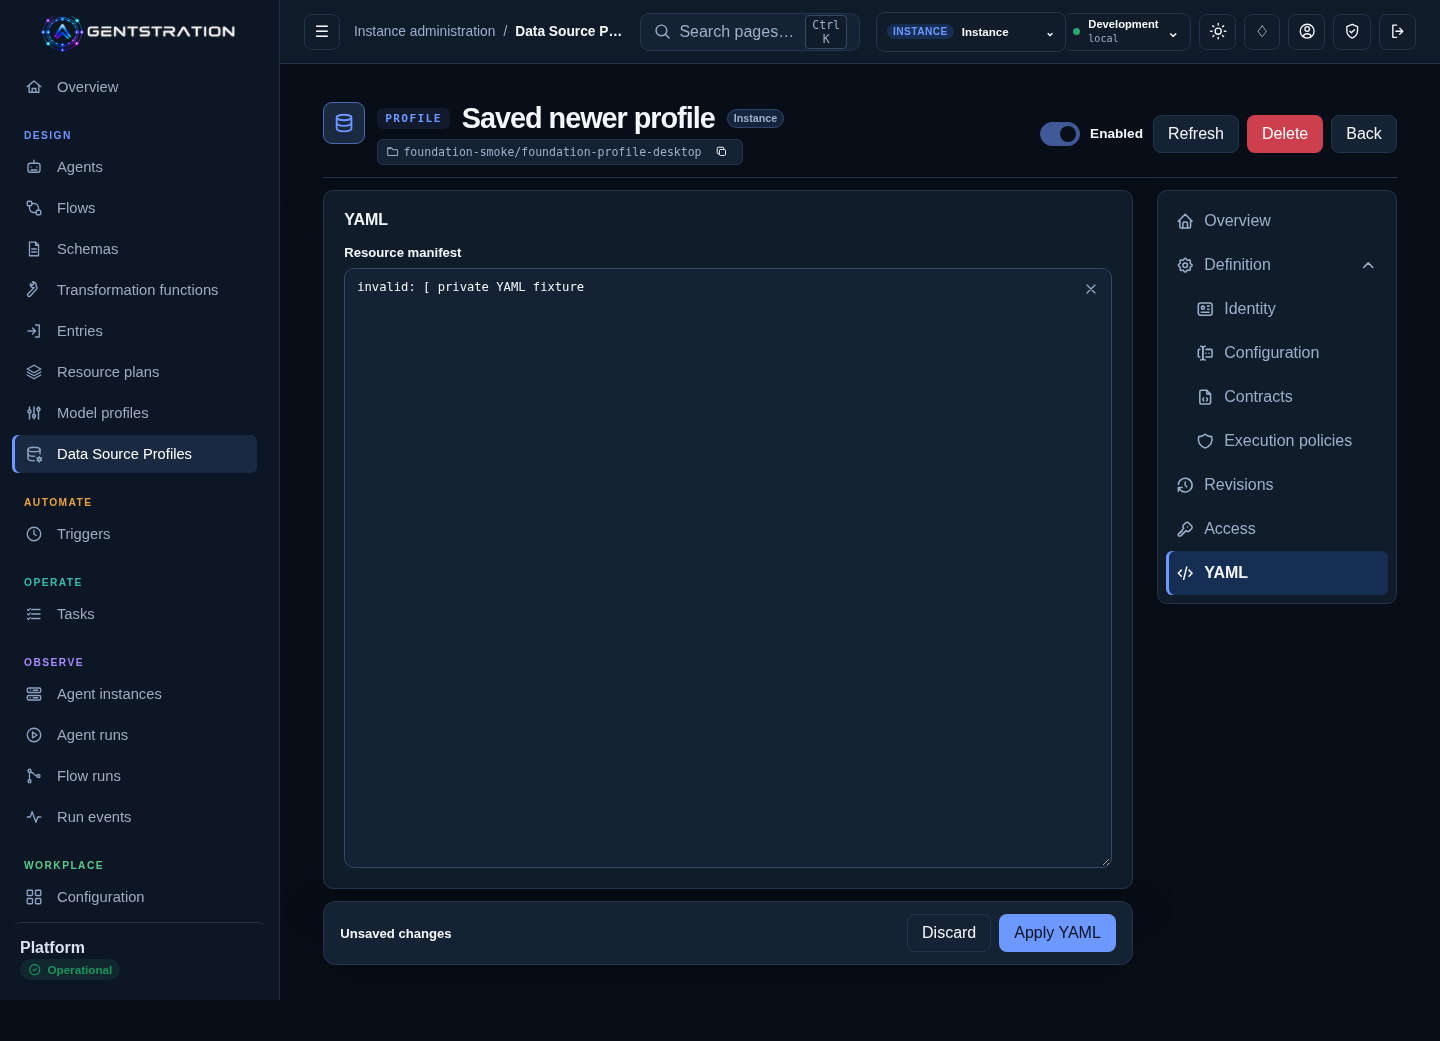 GENTSTRATION
☰
Instance administration / Data Source P…
Search pages…
Ctrl K
INSTANCE Instance
Development
local
Overview
DESIGN
Agents
Flows
Schemas
Transformation functions
Entries
Resource plans
Model profiles
Data Source Profiles
AUTOMATE
Triggers
OPERATE
Tasks
OBSERVE
Agent instances
Agent runs
Flow runs
Run events
WORKPLACE
Configuration
Platform
Operational
PROFILE Saved newer profile Instance
foundation-smoke/foundation-profile-desktop
Enabled Refresh Delete Back
YAML
Resource manifest
invalid: [ private YAML fixture
Unsaved changes
Discard Apply YAML
Overview
Definition
Identity
Configuration
Contracts
Execution policies
Revisions
Access
YAML